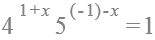 4^{1+x} 5^{(-1)-x} =1